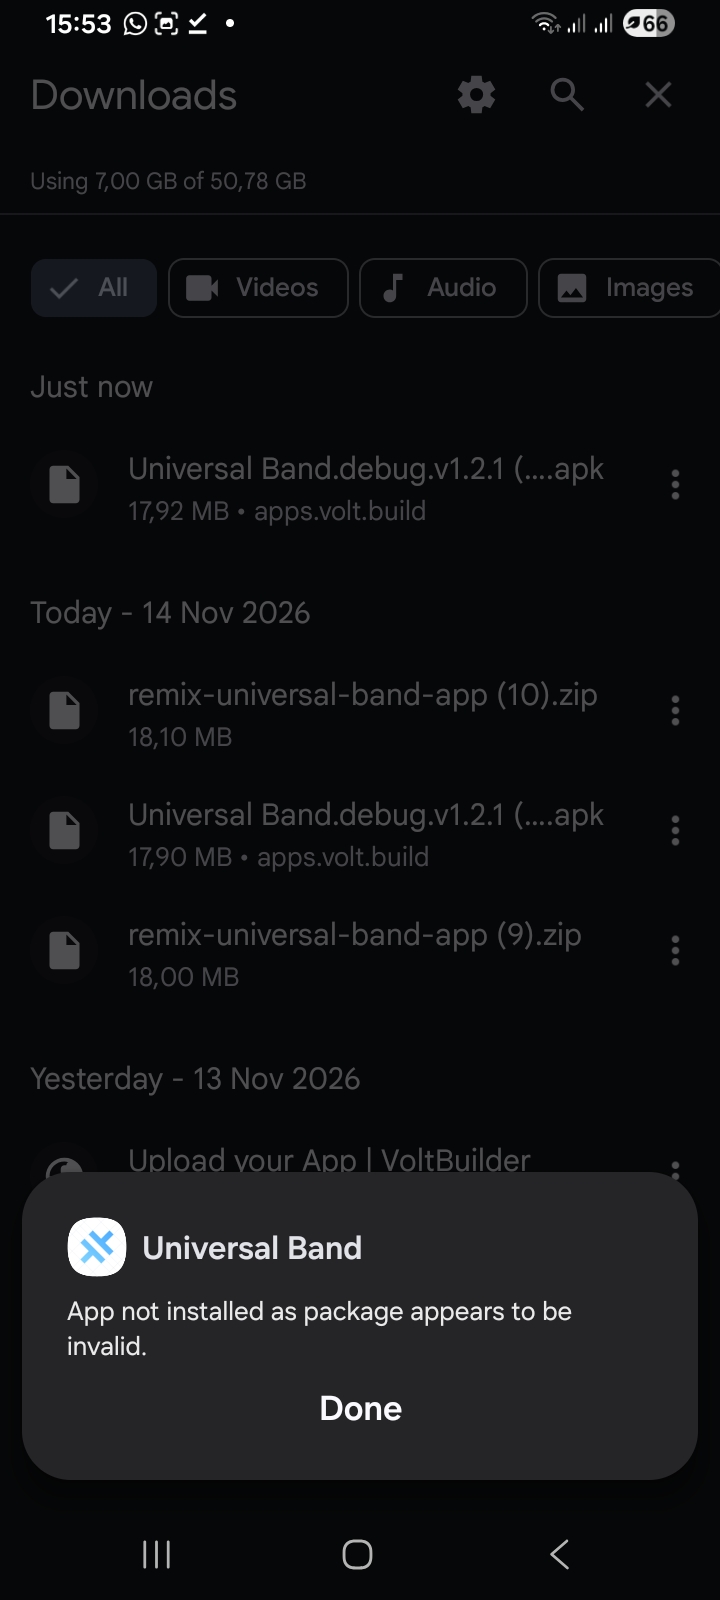 15:53
66
Downloads
Using 7,00 GB of 50,78 GB
All
Videos
Audio
Images
Just now
Universal Band.debug.v1.2.1 (....apk
17,92 MB • apps.volt.build
Today - 14 Nov 2026
remix-universal-band-app (10).zip
18,10 MB
Universal Band.debug.v1.2.1 (....apk
17,90 MB • apps.volt.build
remix-universal-band-app (9).zip
18,00 MB
Yesterday - 13 Nov 2026
Upload your App | VoltBuilder
Universal Band
App not installed as package appears to be
invalid.
Done